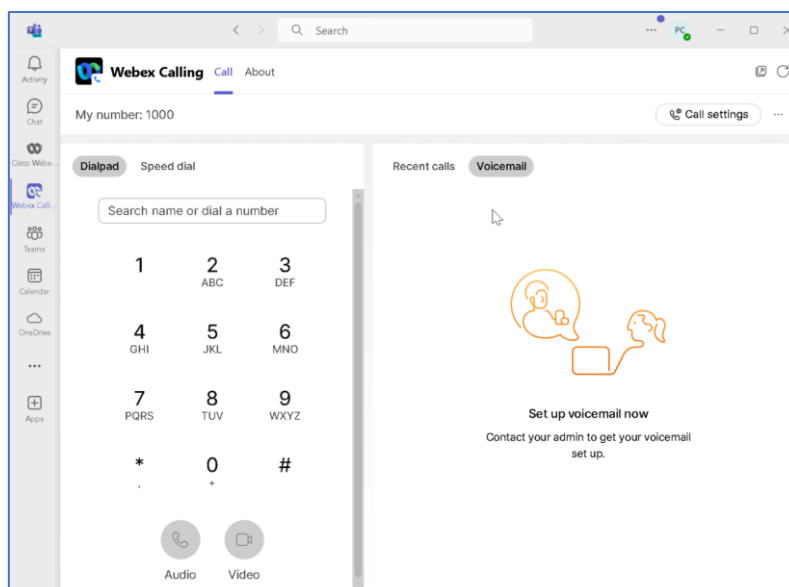 Search
PC
Activity
Chat
Cisco Webe...
Webex Calli...
Teams
Calendar
OneDrive
Apps
Webex Calling
Call
About
My number: 1000
Call settings
Dialpad
Speed dial
Search name or dial a number
1
2
3
ABC
DEF
4
5
6
GHI
JKL
MNO
7
8
9
PQRS
TUV
WXYZ
*
0
#
,
+
Audio
Video
Recent calls
Voicemail
Set up voicemail now
Contact your admin to get your voicemail
set up.